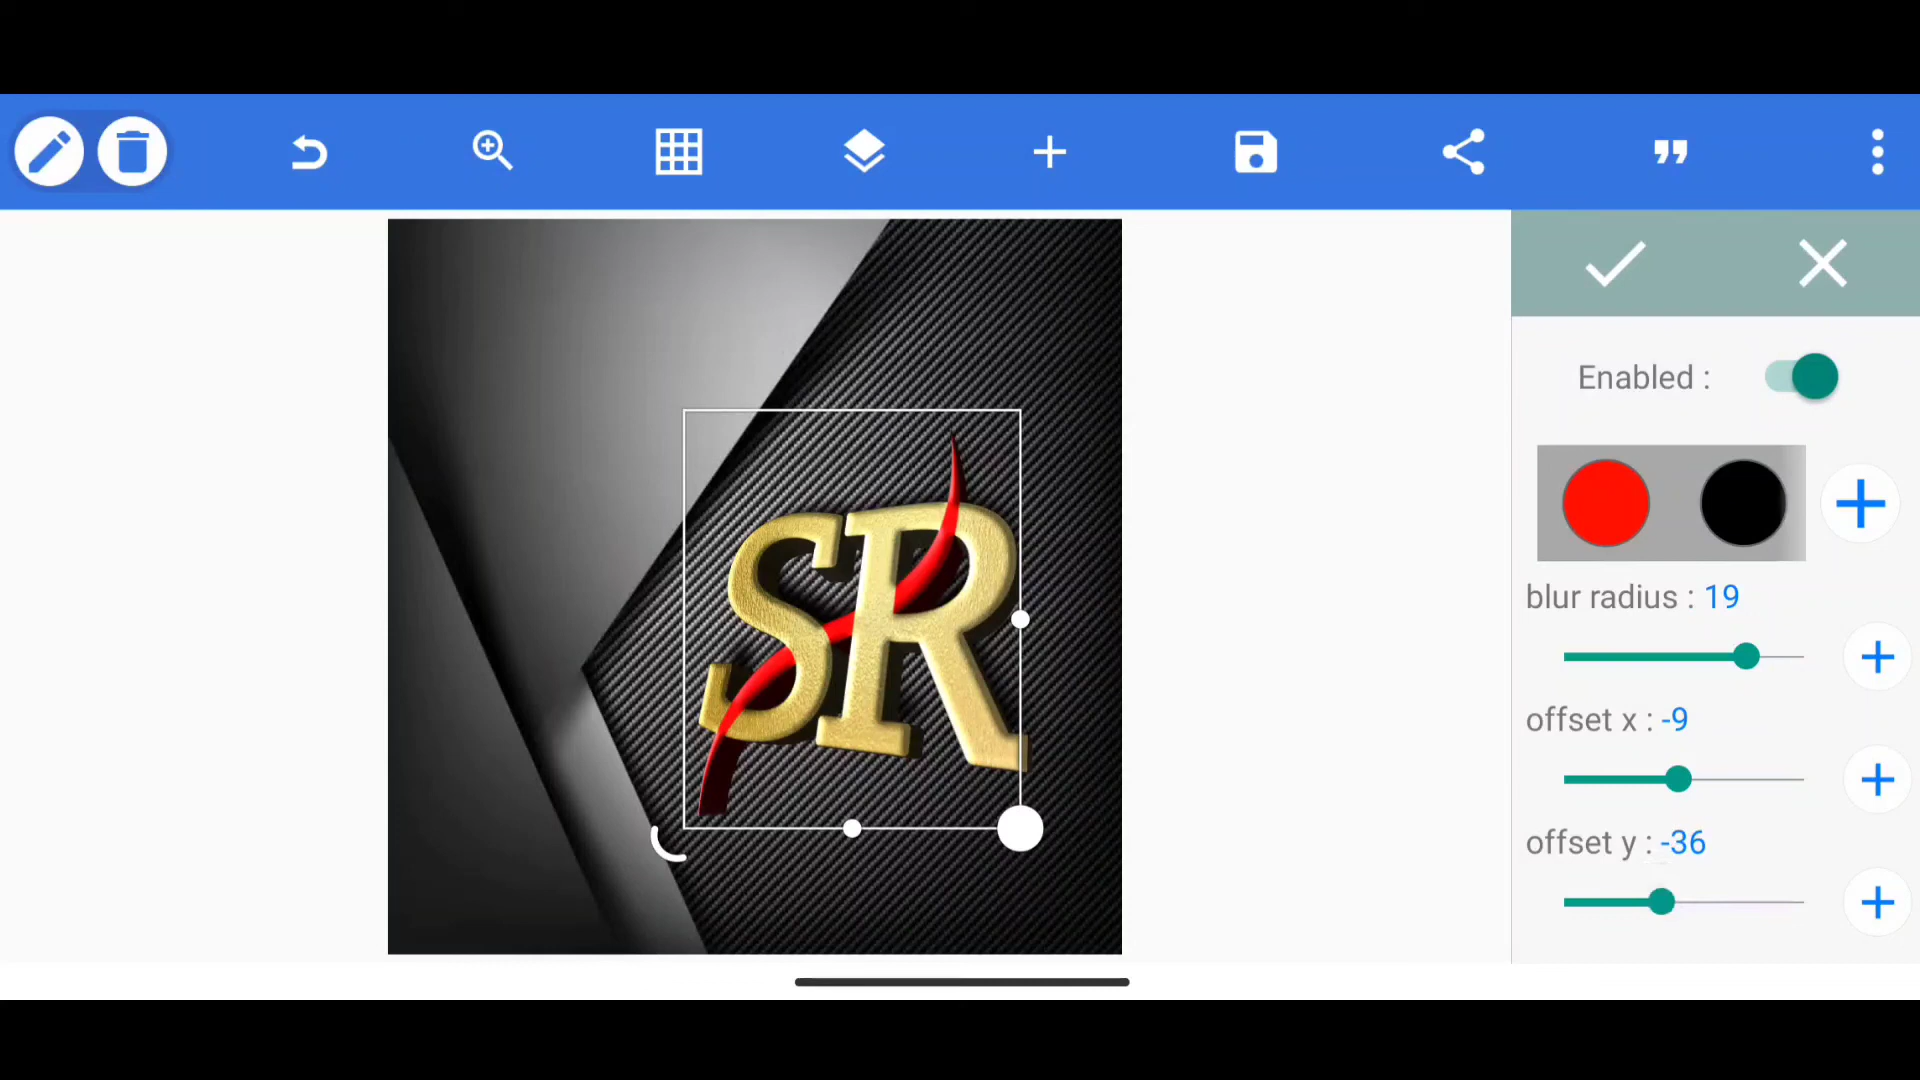 Enabled :
blur radius : 19
offset x : -9
offset y : -36
SR